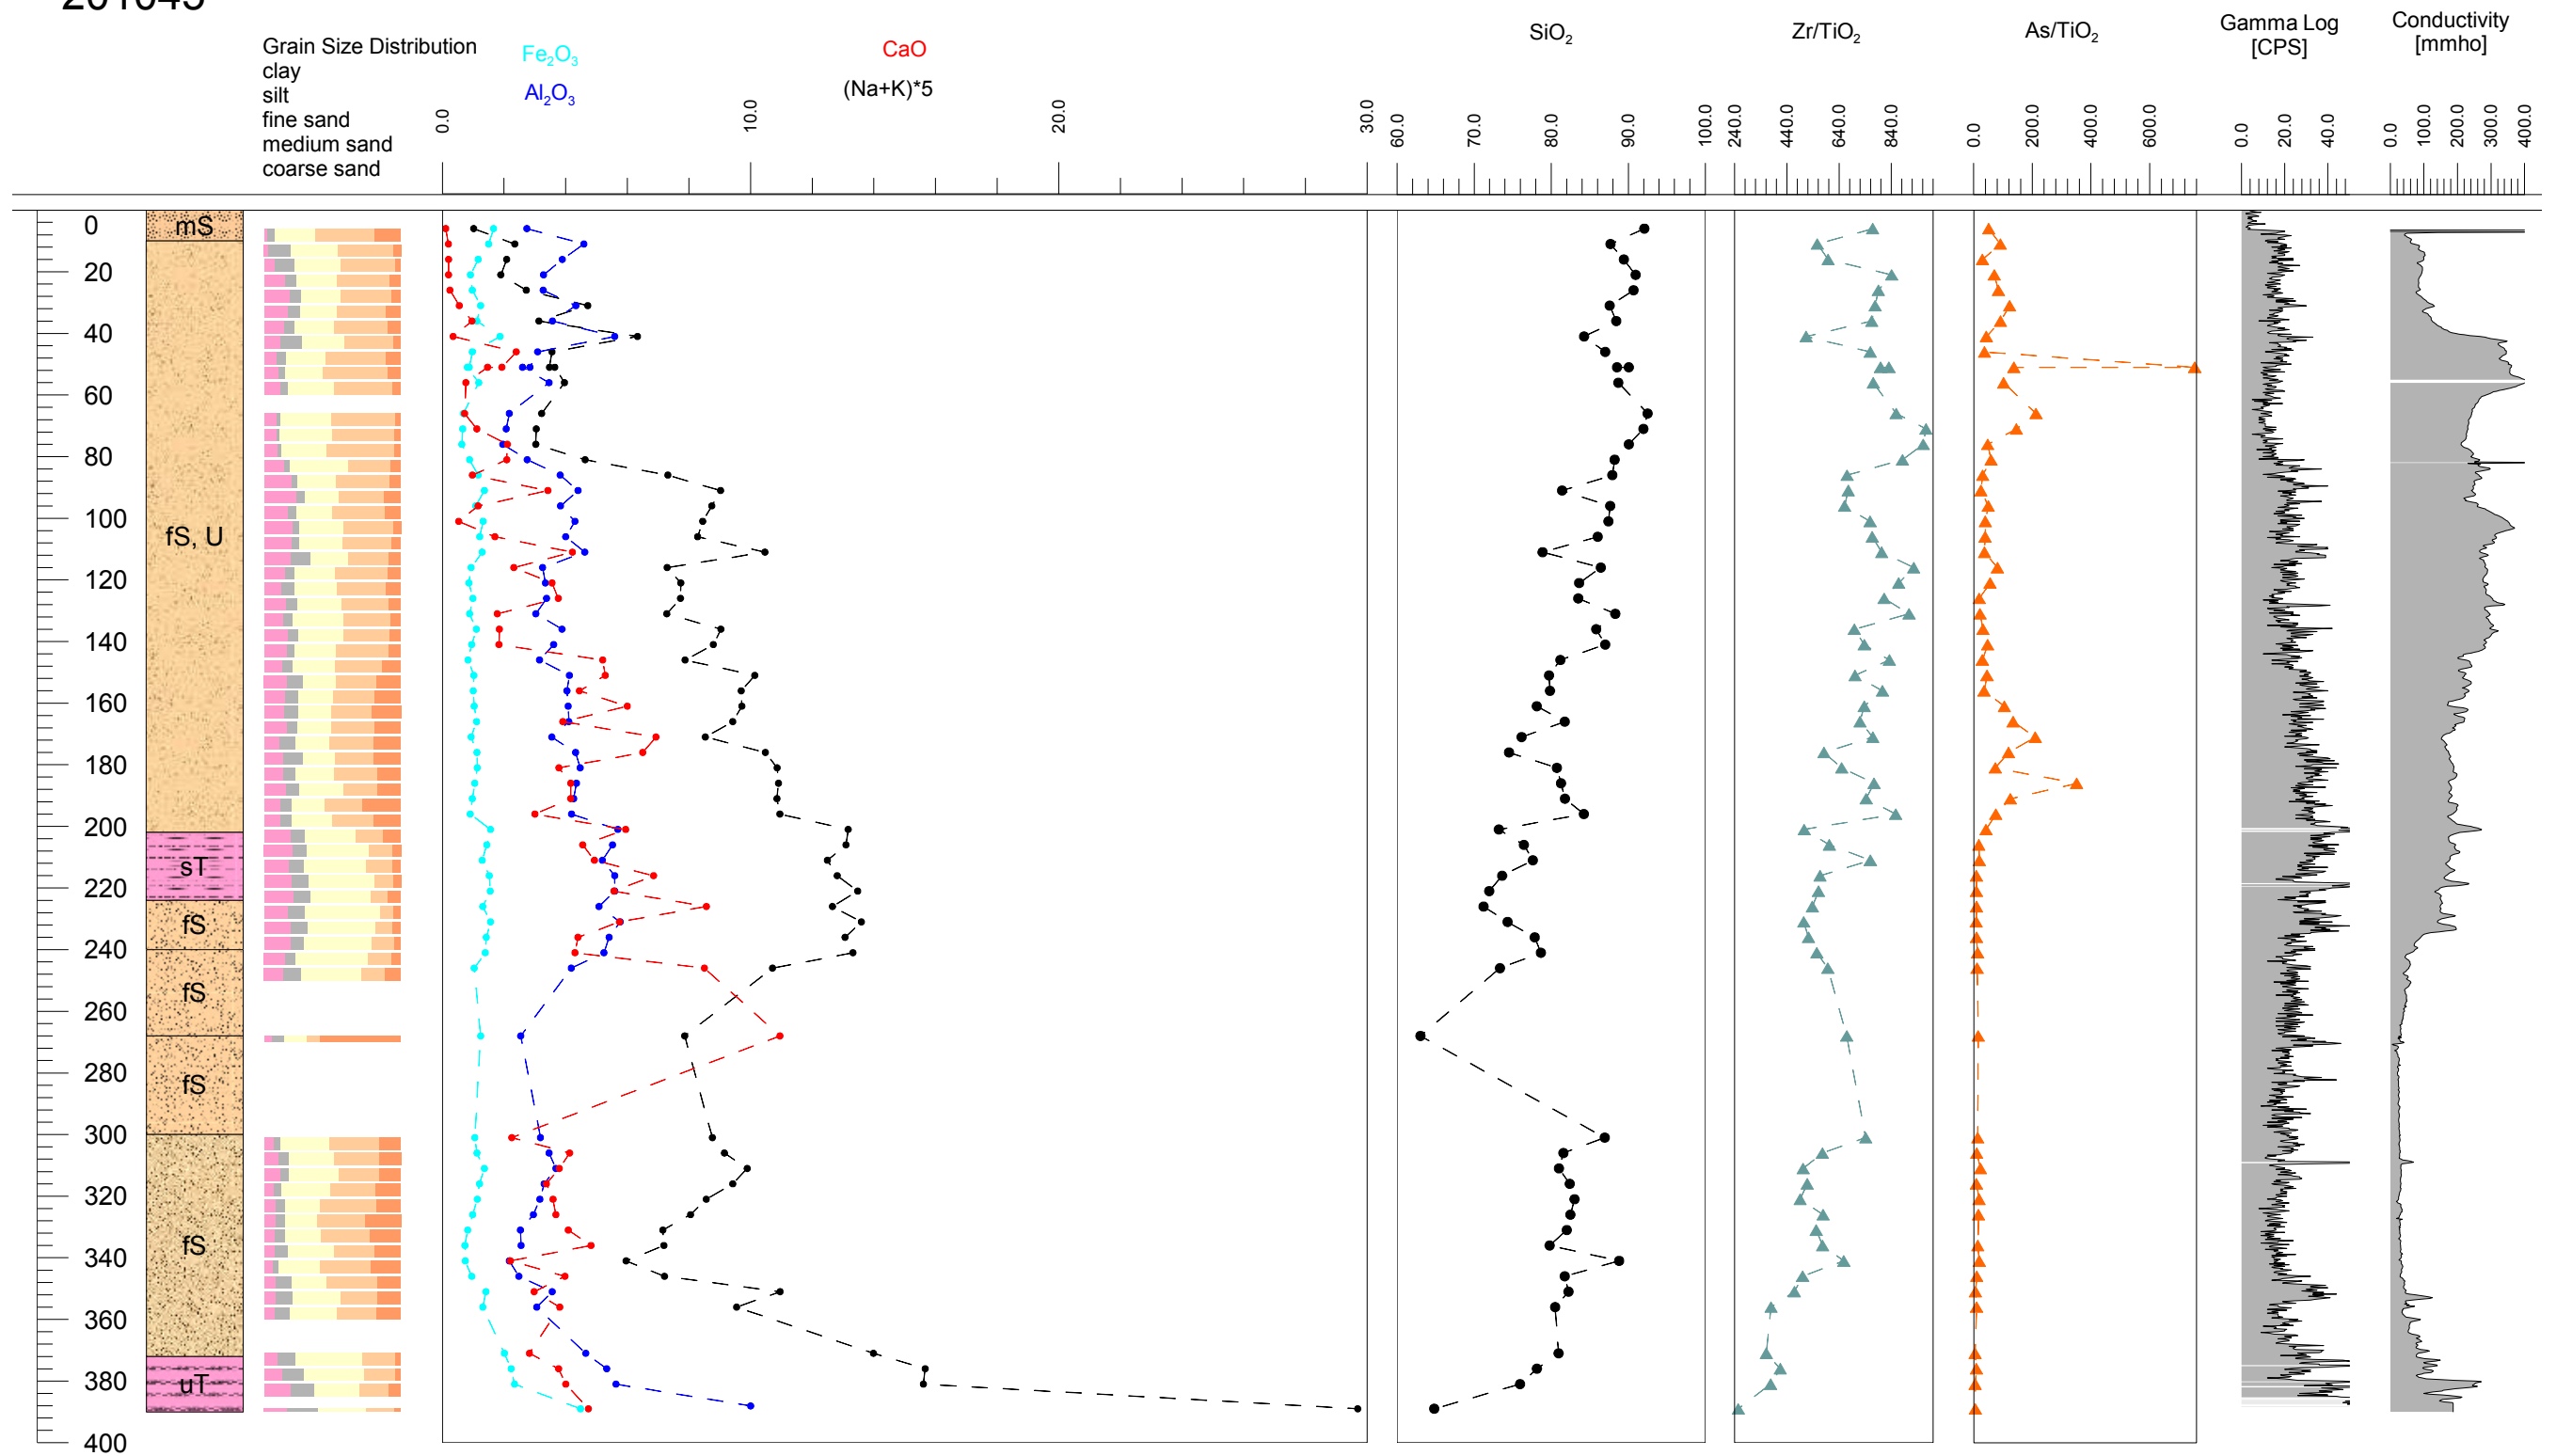 Grain Size Distribution
clay
silt
fine sand
medium sand
coarse sand
Fe₂O₃
Al₂O₃
CaO
(Na+K)*5
SiO₂
Zr/TiO₂
As/TiO₂
Gamma Log
[CPS]
Conductivity
[mmho]
0.0 10.0 20.0 30.0
60.0 70.0 80.0 90.0 100.0
240.0 440.0 640.0 840.0
0.0 200.0 400.0 600.0
0.0 20.0 40.0
0.0 100.0 200.0 300.0 400.0
0
20
40
60
80
100
120
140
160
180
200
220
240
260
280
300
320
340
360
380
400
mS
fS, U
sT
fS
fS
fS
fS
uT